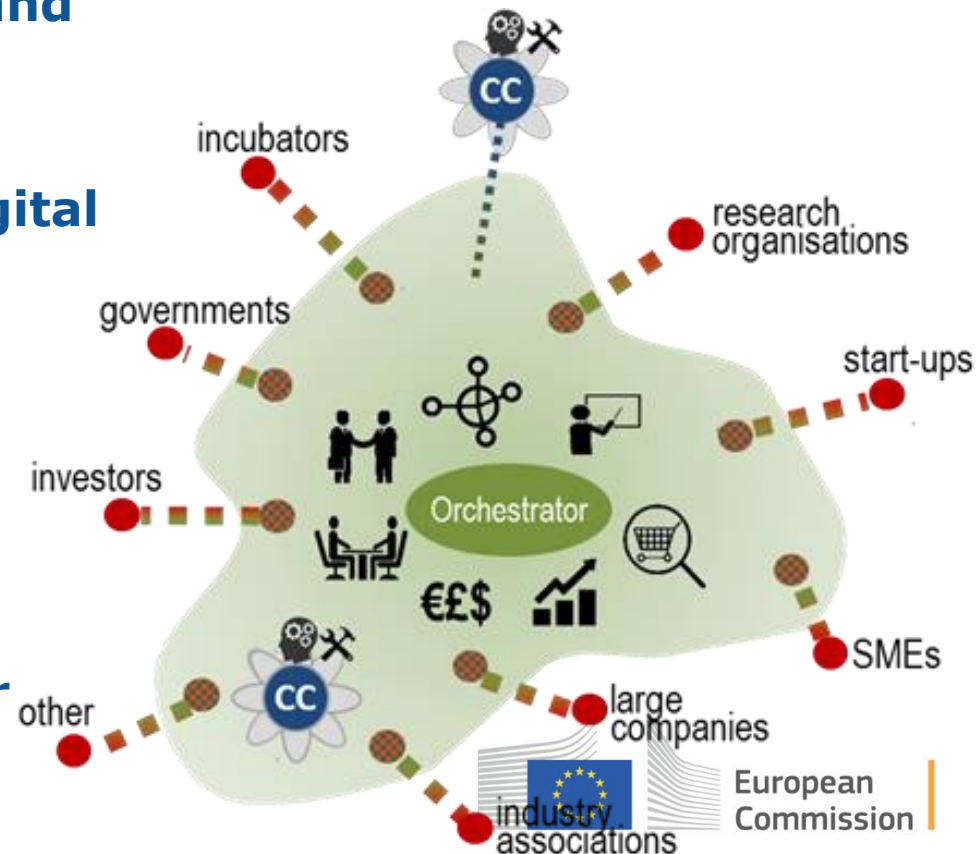 and
CC
incubators
gital
research
organisations
governments
start-ups
investors
Orchestrator
€£$
SMEs
CC
other
large
companies
European
Commission
industry
associations